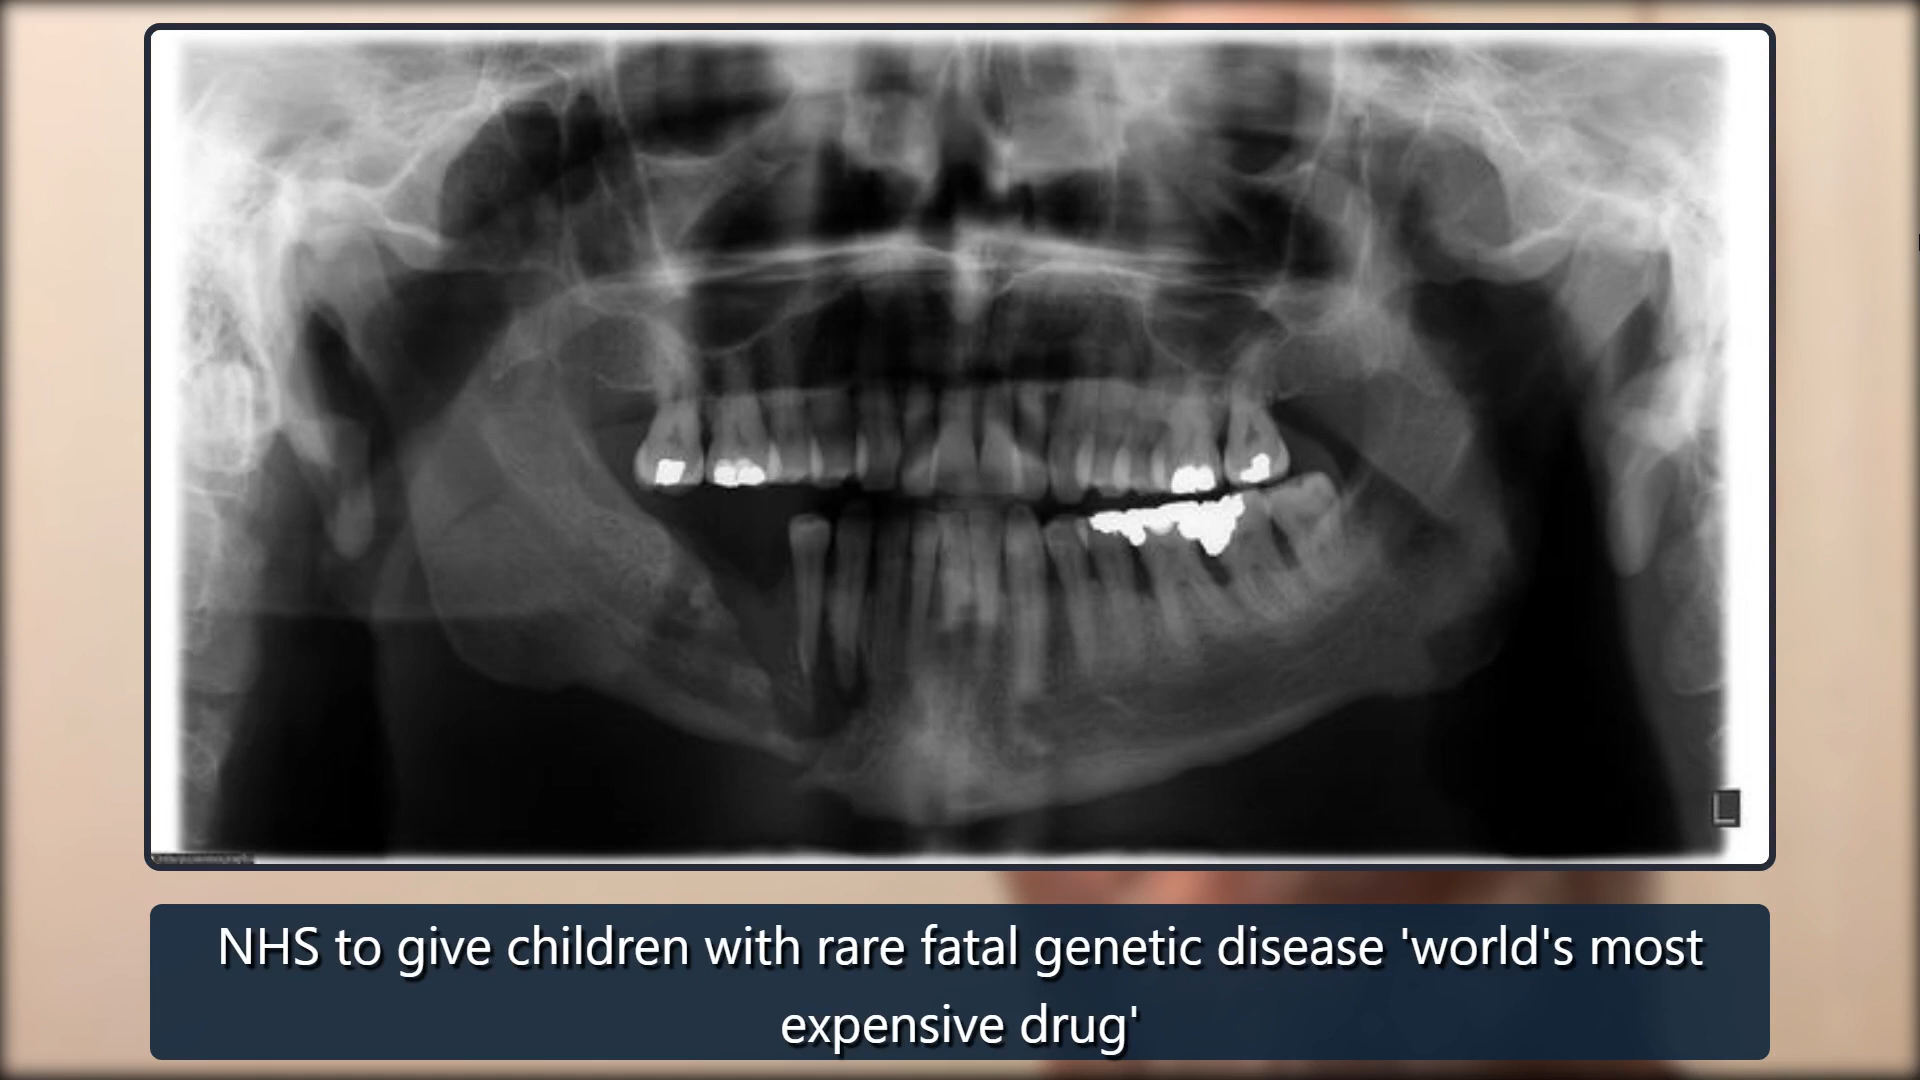 L
NHS to give children with rare fatal genetic disease 'world's most
expensive drug'